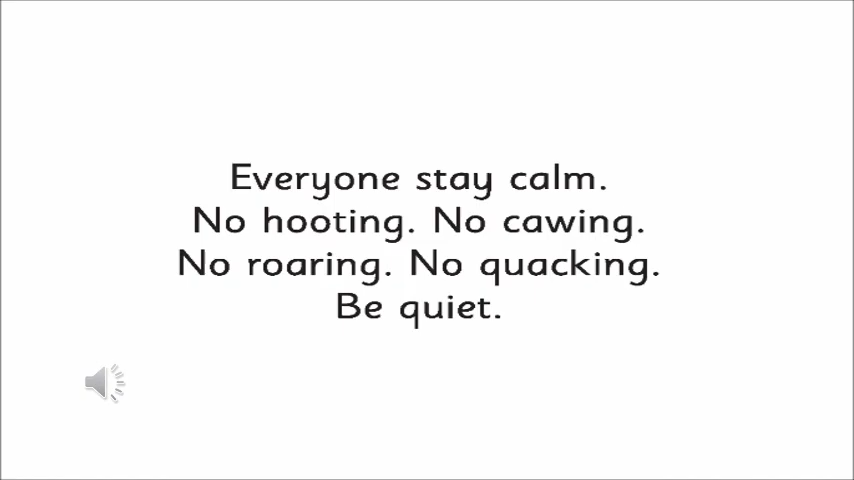 Everyone stay calm.
No hooting. No cawing.
No roaring. No quacking.
Be quiet.